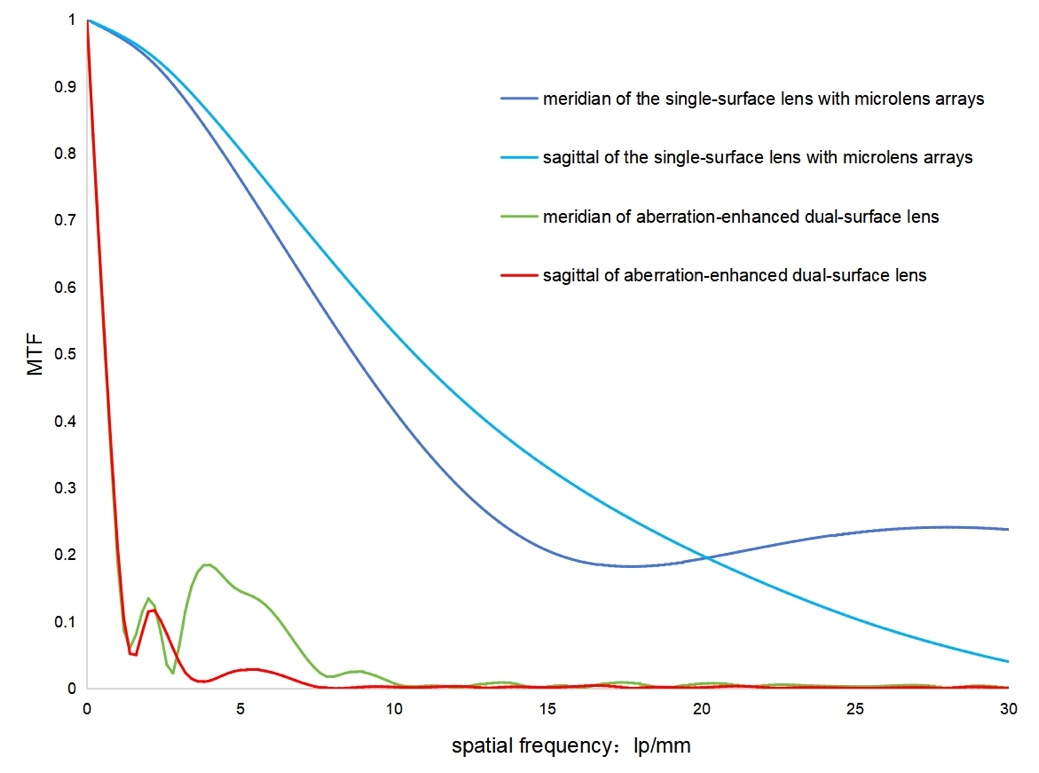 1
0.9
meridian of the single-surface lens with microlens arrays
0.8
sagittal of the single-surface lens with microlens arrays
0.7
meridian of aberration-enhanced dual-surface lens
0.6
sagittal of aberration-enhanced dual-surface lens
MTF
0.5
0.4
0.3
0.2
0.1
0
0 5 10 15 20 25 30
spatial frequency：lp/mm